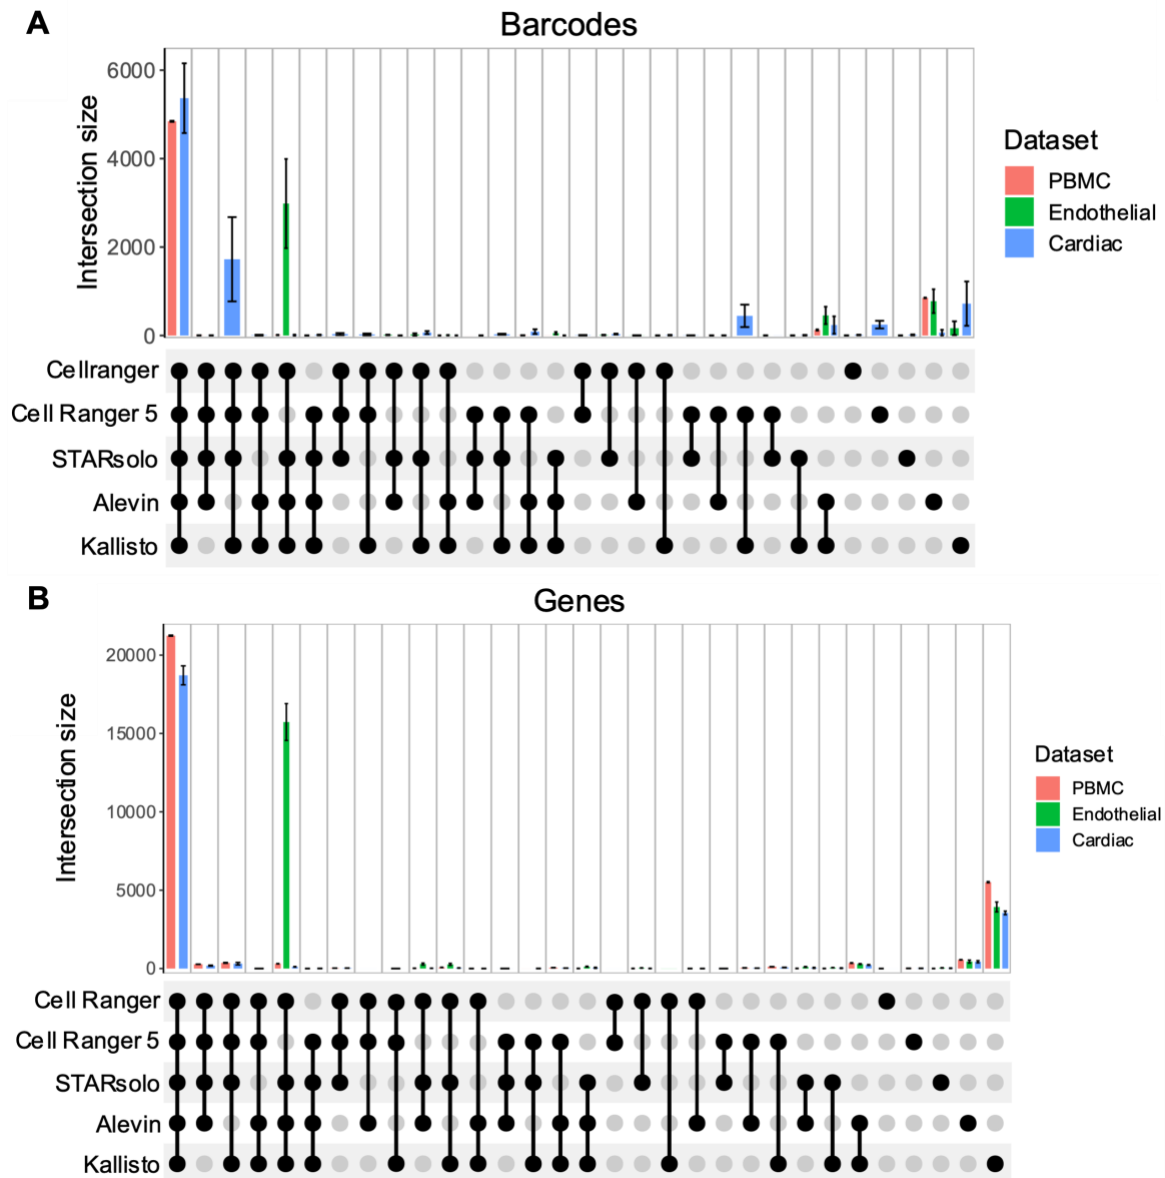 A
Barcodes
Intersection size
6000
4000
2000
0
Dataset
PBMC
Endothelial
Cardiac
Cellranger
Cell Ranger 5
STARsolo
Alevin
Kallisto
B
Genes
Intersection size
20000
15000
10000
5000
0
Dataset
PBMC
Endothelial
Cardiac
Cell Ranger
Cell Ranger 5
STARsolo
Alevin
Kallisto